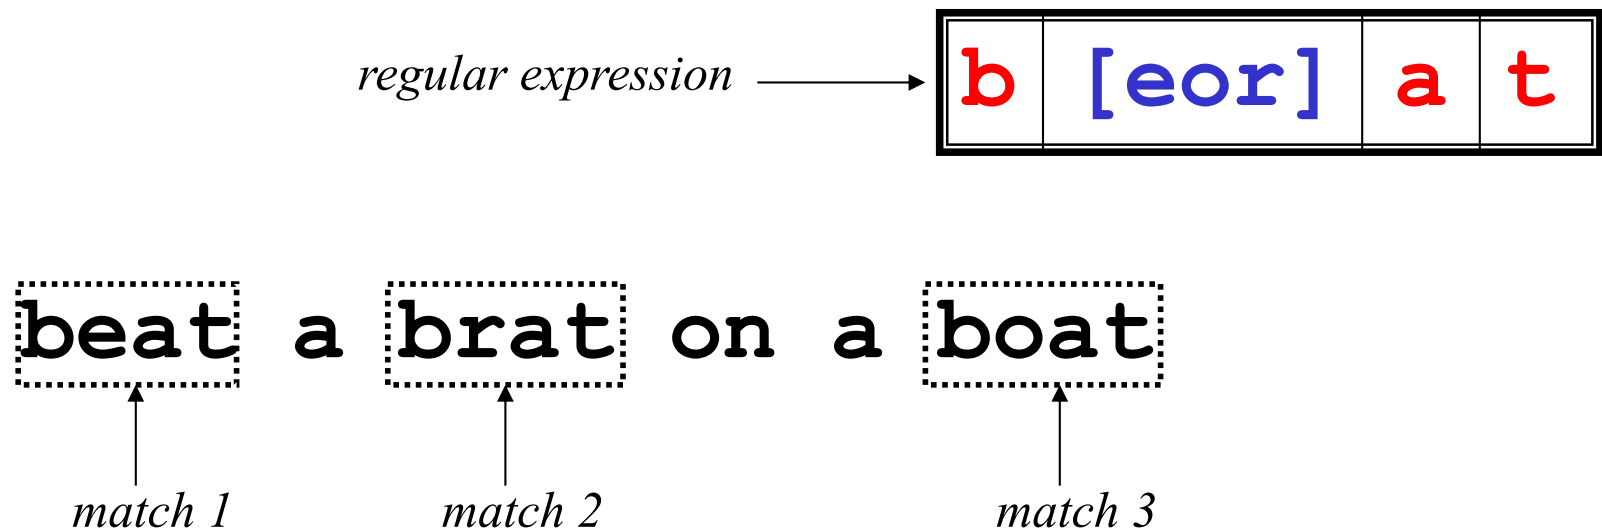 regular expression b [eor] a t
beat a brat on a boat
match 1 match 2 match 3